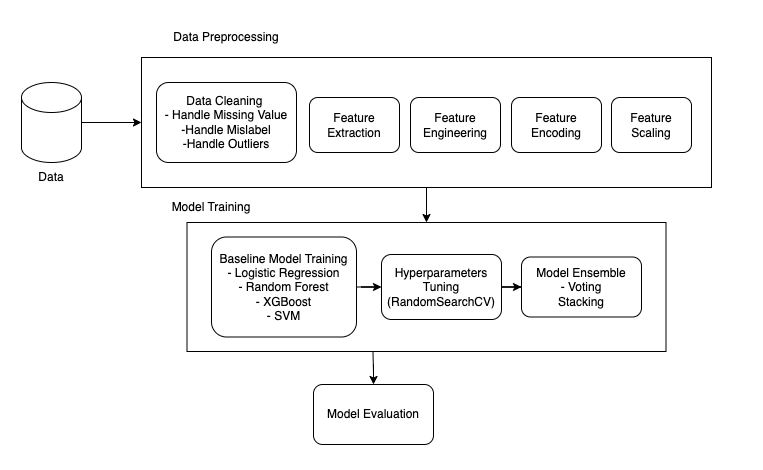 Data Preprocessing
Data
Data Cleaning
- Handle Missing Value
-Handle Mislabel
-Handle Outliers
Feature
Extraction
Feature
Engineering
Feature
Encoding
Feature
Scaling
Model Training
Baseline Model Training
- Logistic Regression
- Random Forest
- XGBoost
- SVM
Hyperparameters
Tuning
(RandomSearchCV)
Model Ensemble
- Voting
Stacking
Model Evaluation